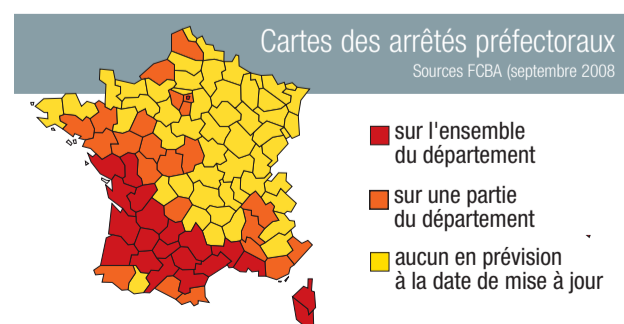 Cartes des arrêtés préfectoraux
Sources FCBA (septembre 2008
sur l'ensemble
du département
sur une partie
du département
aucun en prévision
à la date de mise à jour